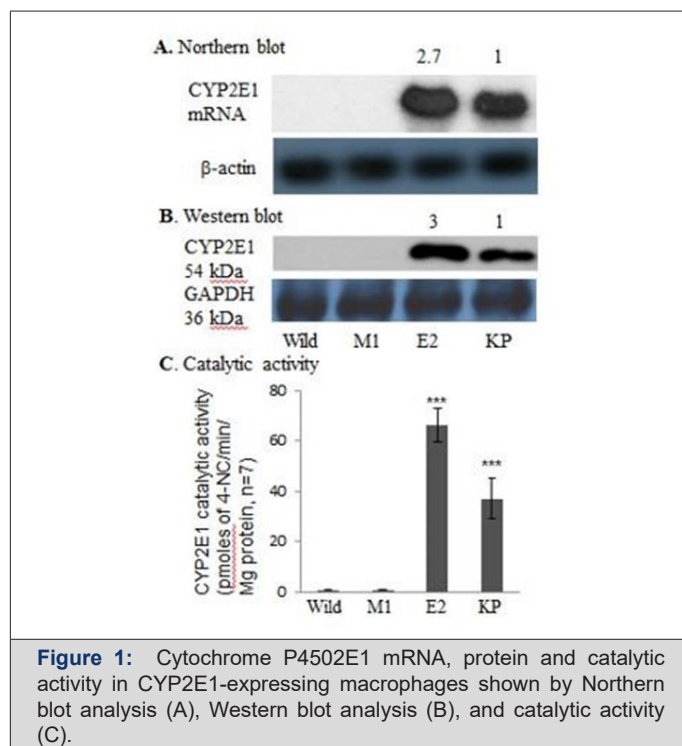 A. Northern blot
2.7 1
CYP2E1
mRNA
β-actin
B. Western blot
3 1
CYP2E1
54 kDa
GAPDH
36 kDa
Wild M1 E2 KP
C. Catalytic activity
CYP2E1 catalytic activity
(pmoles of 4-NC/min/
Mg protein, n=7)
80
60
40
20
0
***
***
Wild M1 E2 KP
Figure 1: Cytochrome P4502E1 mRNA, protein and catalytic
activity in CYP2E1-expressing macrophages shown by Northern
blot analysis (A), Western blot analysis (B), and catalytic activity
(C).